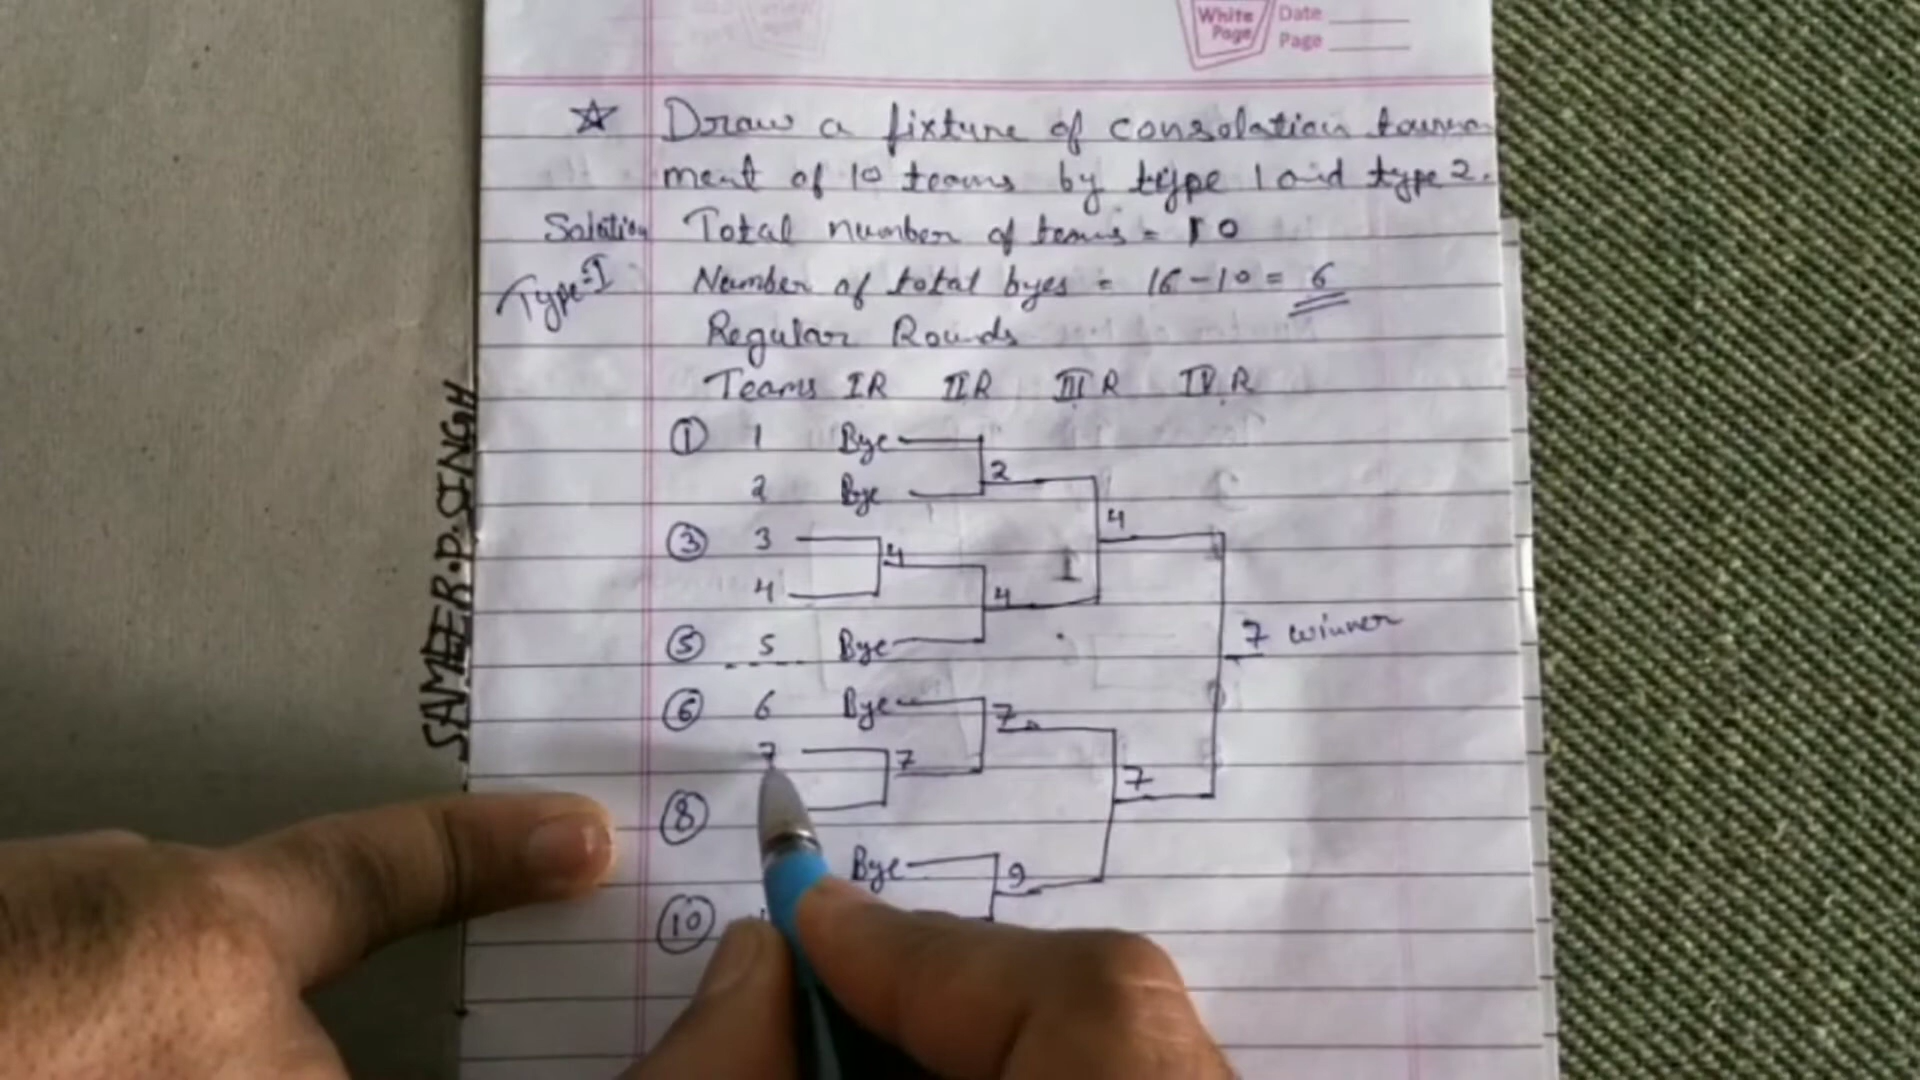 White Page
Date
Page
☆ Draw a fixture of consolation tourna
ment of 10 teams by type 1 and type 2.
Solution Total number of teams = 10
Type-I Number of total byes = 16-10 = 6
Regular Rounds
Teams IR IIR III R IV R
① 1 Bye
2
2 Bye
4
③ 3
4
4
4
⑤ 5 Bye
7 winner
⑥ 6 Bye
7
7
7
7
⑧
Bye
9
⑩
SAMEER.P.SINGH